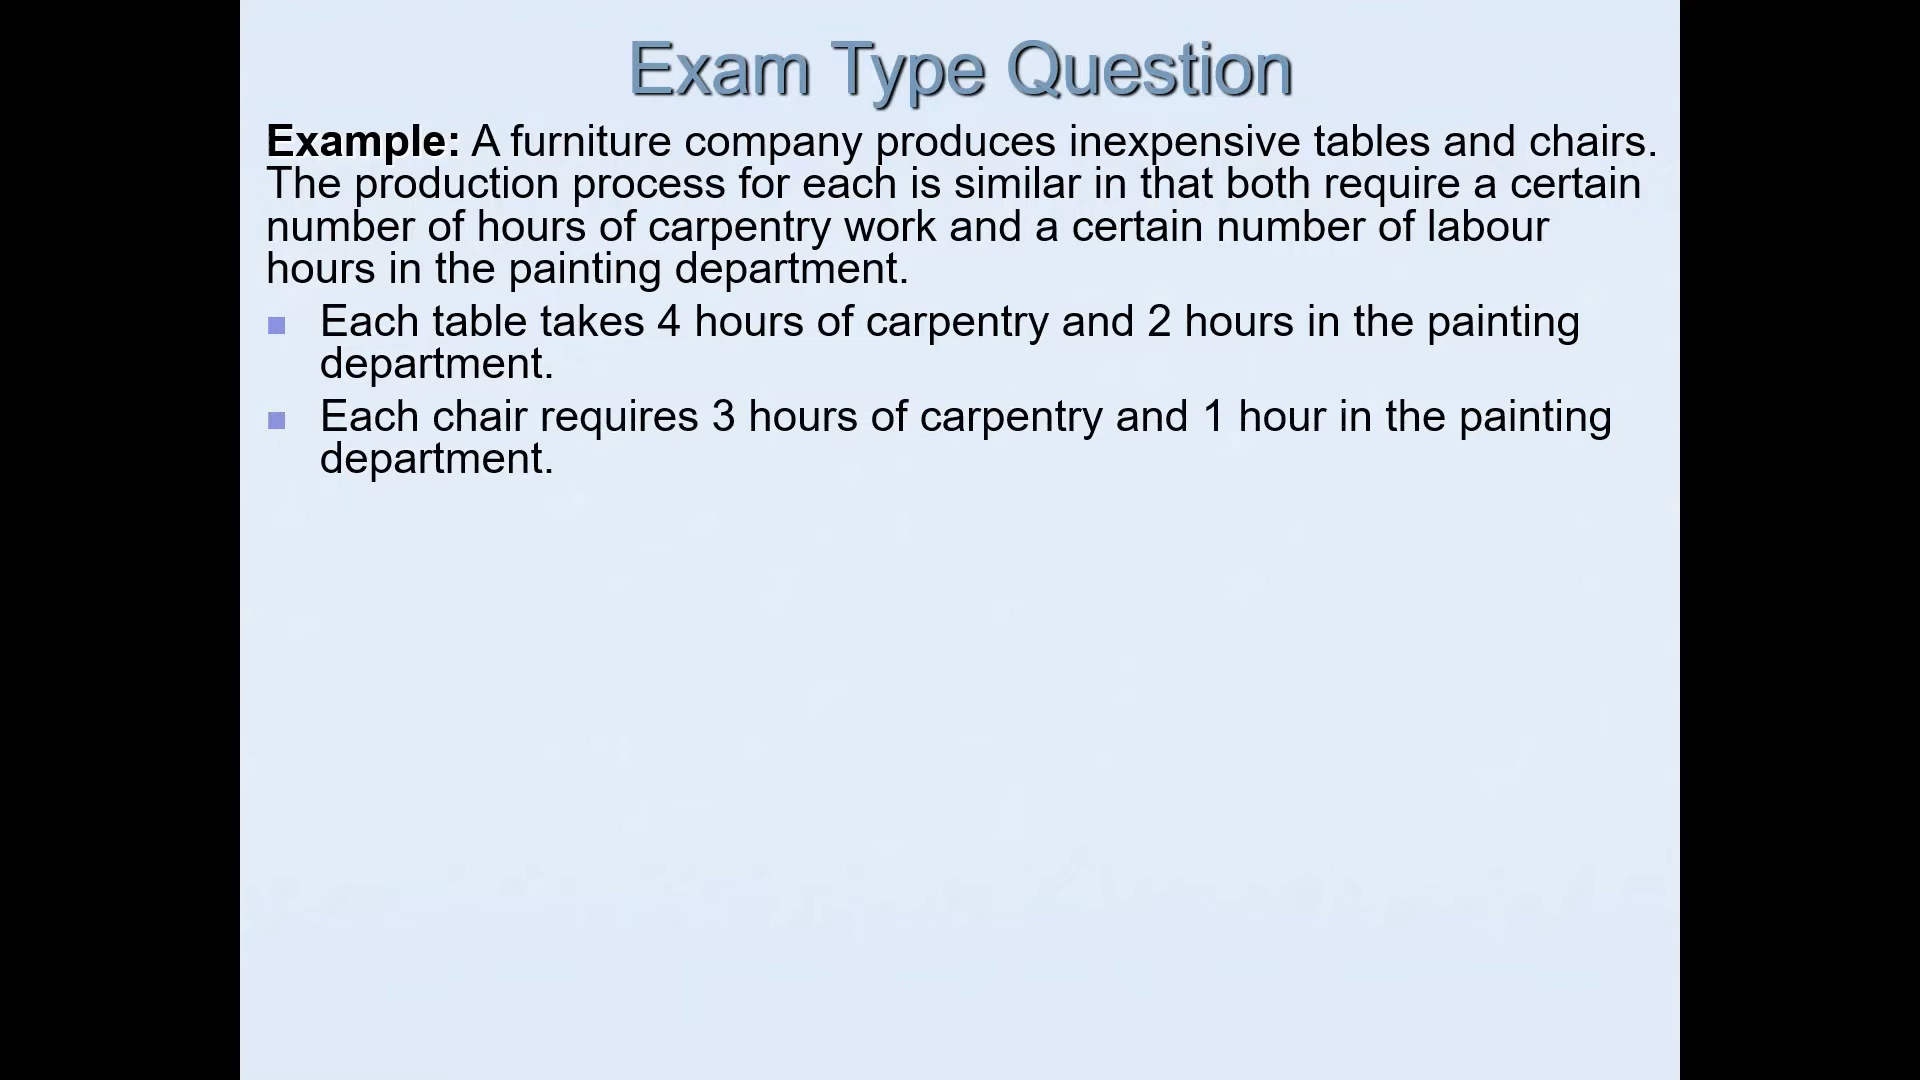 Exam Type Question
Example: A furniture company produces inexpensive tables and chairs.
The production process for each is similar in that both require a certain
number of hours of carpentry work and a certain number of labour
hours in the painting department.
Each table takes 4 hours of carpentry and 2 hours in the painting
department.
Each chair requires 3 hours of carpentry and 1 hour in the painting
department.